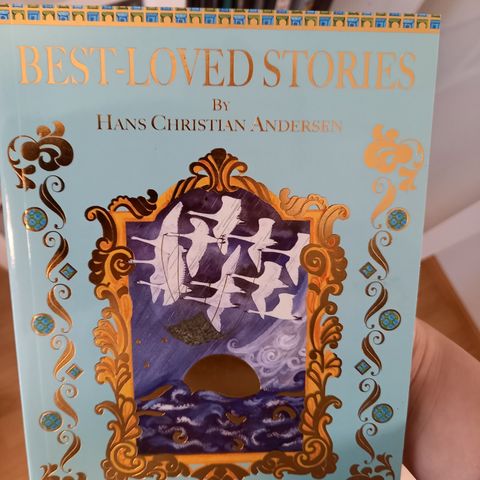 BEST-LOVED STORIES
BY
HANS CHRISTIAN ANDERSEN